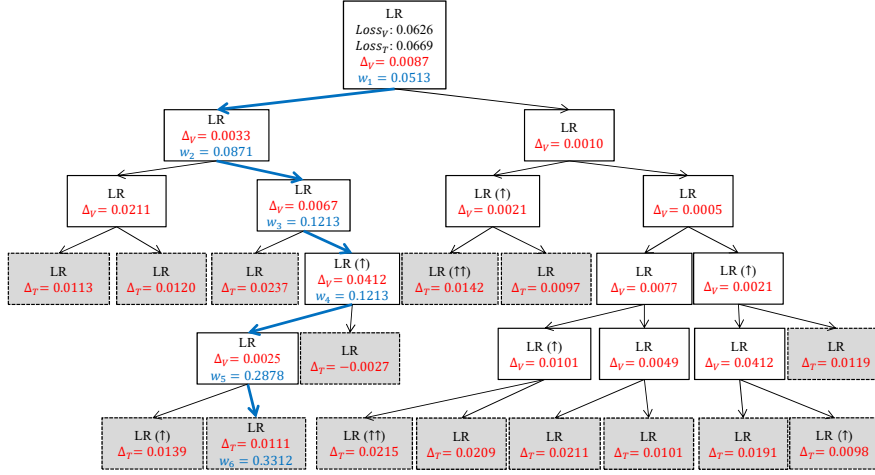 LR
Loss_V: 0.0626
Loss_T: 0.0669
Δ_V= 0.0087
w₁ = 0.0513
LR
Δ_V= 0.0033
w₂ = 0.0871
LR
Δ_V= 0.0010
LR
Δ_V= 0.0211
LR
Δ_V= 0.0067
w₃ = 0.1213
LR (↑)
Δ_V= 0.0021
LR
Δ_V= 0.0005
LR
Δ_T= 0.0113
LR
Δ_T= 0.0120
LR
Δ_T= 0.0237
LR (↑)
Δ_V= 0.0412
w₄ = 0.1213
LR (↑↑)
Δ_T= 0.0142
LR
Δ_T= 0.0097
LR
Δ_V= 0.0077
LR (↑)
Δ_V= 0.0021
LR
Δ_V= 0.0025
w₅ = 0.2878
LR
Δ_T= −0.0027
LR (↑)
Δ_V= 0.0101
LR
Δ_V= 0.0049
LR
Δ_V= 0.0412
LR
Δ_T= 0.0119
LR (↑)
Δ_T= 0.0139
LR
Δ_T= 0.0111
w₆ = 0.3312
LR (↑↑)
Δ_T= 0.0215
LR
Δ_T= 0.0209
LR
Δ_T= 0.0211
LR
Δ_T= 0.0101
LR
Δ_T= 0.0191
LR (↑)
Δ_T= 0.0098